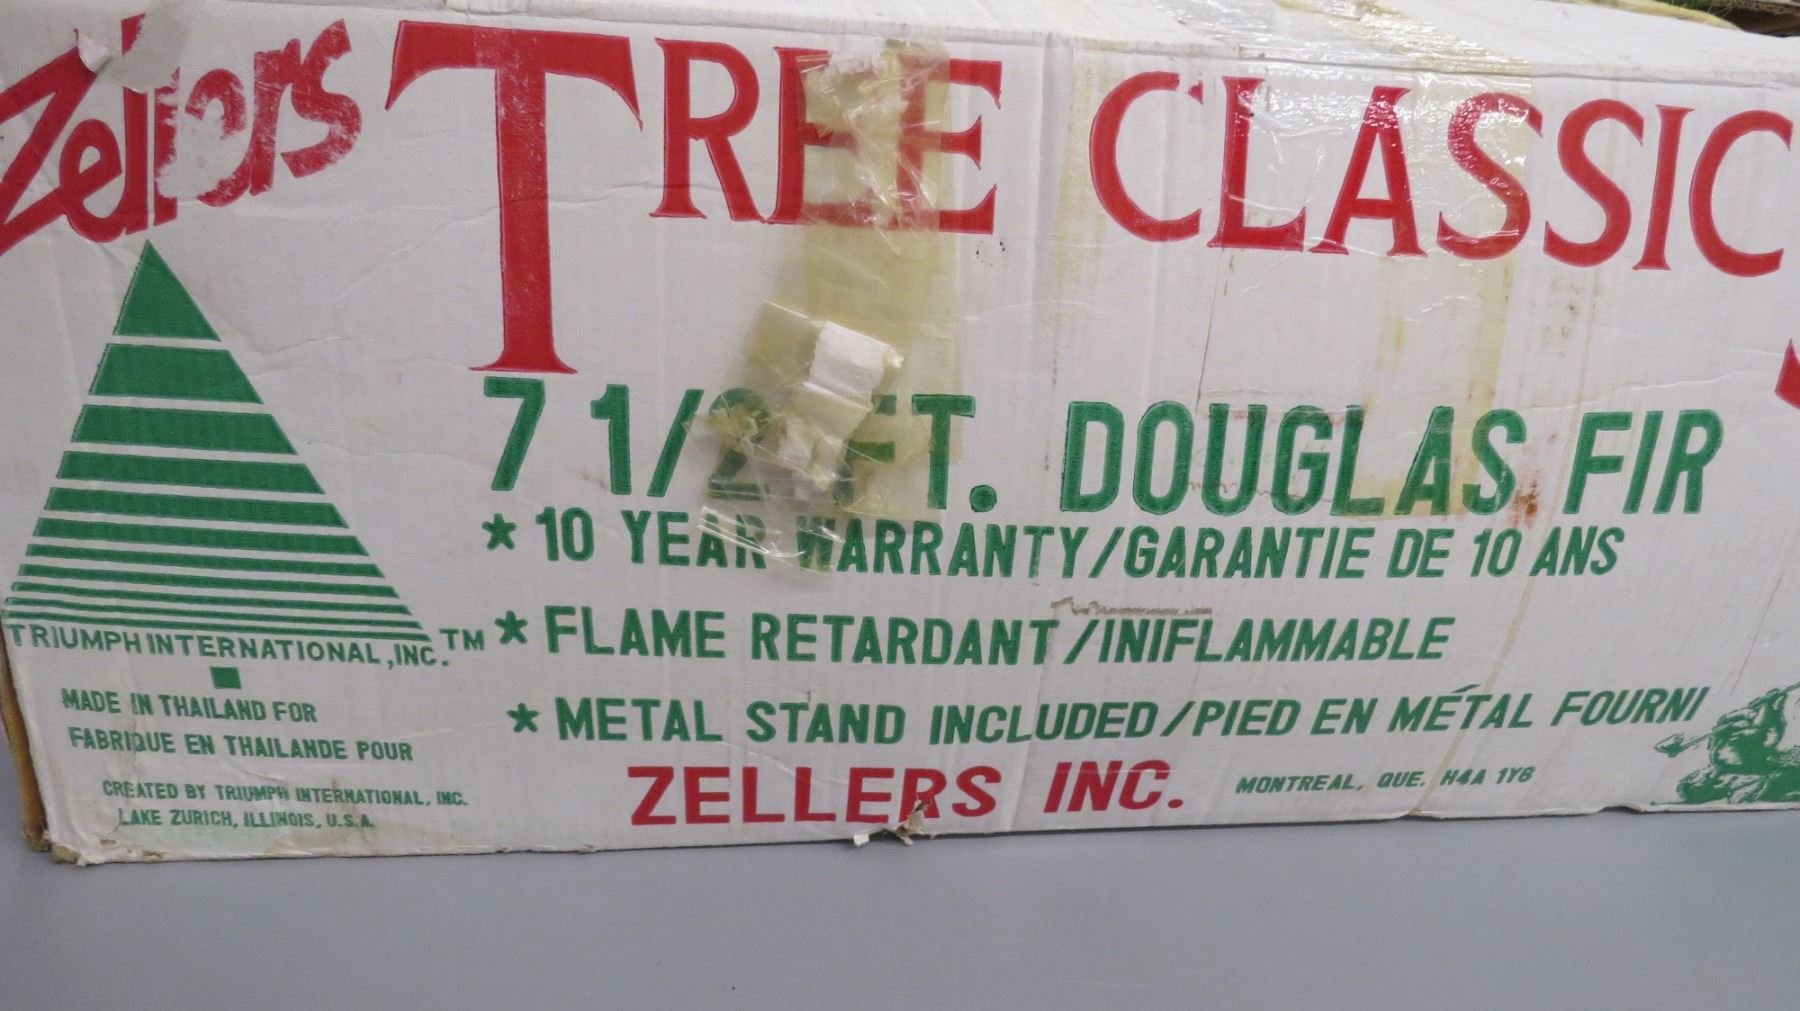 Zellers
TREE CLASSIC
7 1/2 FT. DOUGLAS FIR
* 10 YEAR WARRANTY/GARANTIE DE 10 ANS
* FLAME RETARDANT/INIFLAMMABLE
* METAL STAND INCLUDED/PIED EN MÉTAL FOURNI
ZELLERS INC. MONTREAL, QUE. H4A 1Y8
TRIUMPH INTERNATIONAL, INC.™
MADE IN THAILAND FOR
FABRIQUE EN THAILANDE POUR
CREATED BY TRIUMPH INTERNATIONAL, INC.
LAKE ZURICH, ILLINOIS, U.S.A.